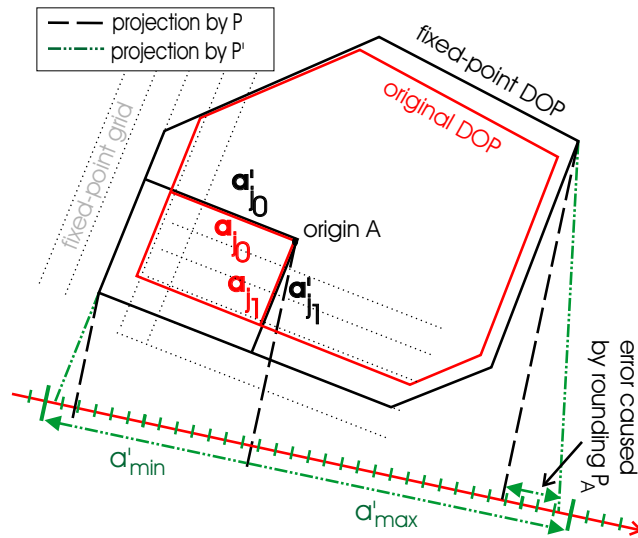 projection by P
projection by P'
fixed-point DOP
original DOP
fixed-point grid
a'j0
origin A
aj0
aj1
a'j1
error caused
by rounding PA
a'min
a'max